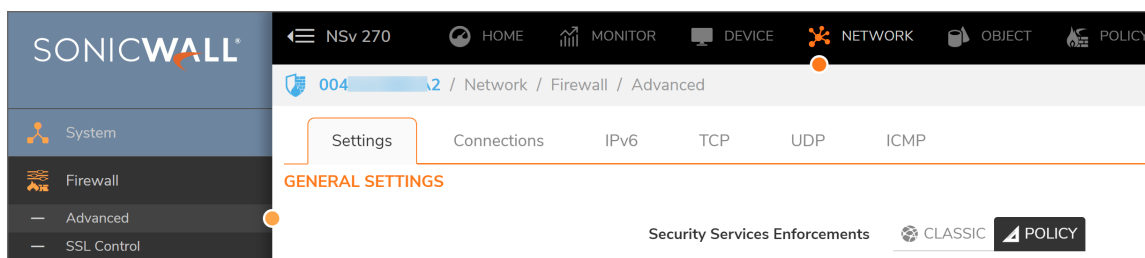 SONICWALL
NSv 270 HOME MONITOR DEVICE NETWORK OBJECT POLICY
004 2 / Network / Firewall / Advanced
System
Settings Connections IPv6 TCP UDP ICMP
Firewall
GENERAL SETTINGS
Advanced
Security Services Enforcements CLASSIC POLICY
SSL Control